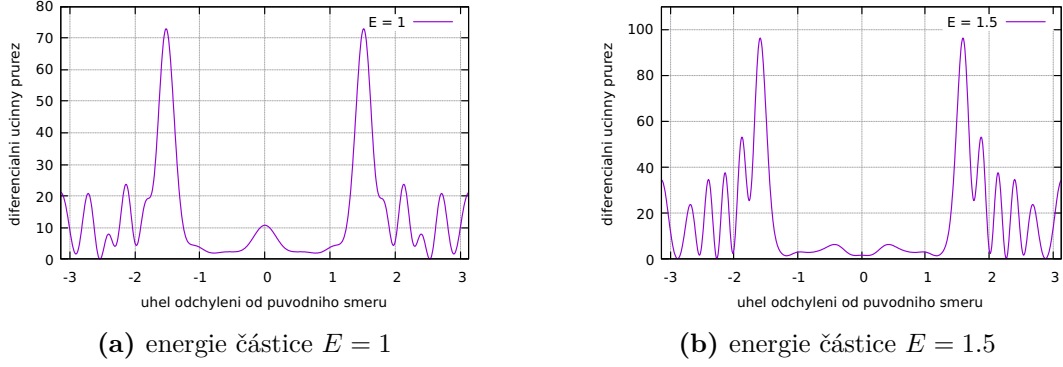 E = 1
diferencialni ucinny prurez
80
70
60
50
40
30
20
10
0
-3 -2 -1 0 1 2 3
uhel odchyleni od puvodniho smeru
(a) energie částice E = 1
E = 1.5
diferencialni ucinny prurez
100
80
60
40
20
0
-3 -2 -1 0 1 2 3
uhel odchyleni od puvodniho smeru
(b) energie částice E = 1.5